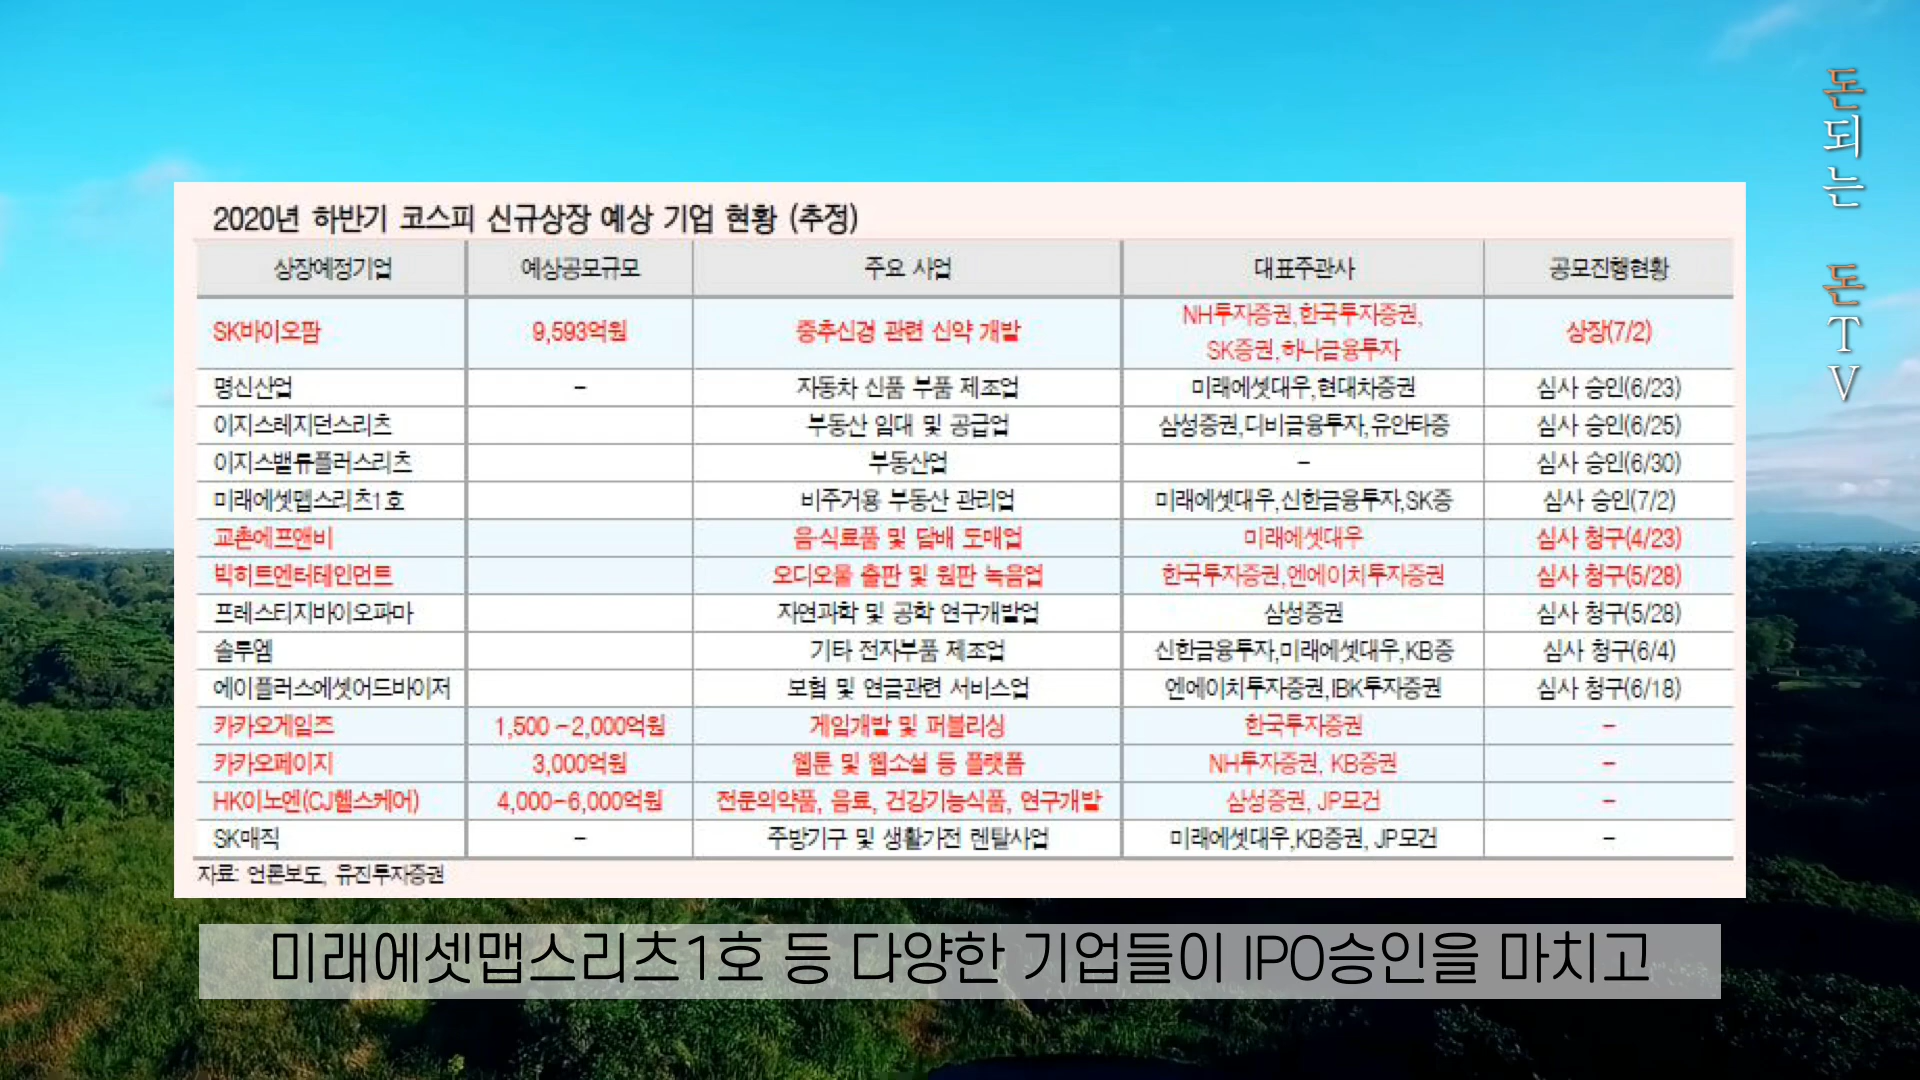 돈되는 돈TV
2020년 하반기 코스피 신규상장 예상 기업 현황 (추정)
상장예정기업 예상공모규모 주요 사업 대표주관사 공모진행현황
SK바이오팜 9,593억원 중추신경 관련 신약 개발 NH투자증권,한국투자증권, SK증권,하나금융투자 상장(7/2)
명신산업 - 자동차 신품 부품 제조업 미래에셋대우,현대차증권 심사 승인(6/23)
이지스레지던스리츠 부동산 임대 및 공급업 삼성증권,디비금융투자,유안타증 심사 승인(6/25)
이지스밸류플러스리츠 부동산업 - 심사 승인(6/30)
미래에셋맵스리츠1호 비주거용 부동산 관리업 미래에셋대우,신한금융투자,SK증 심사 승인(7/2)
교촌에프앤비 음·식료품 및 담배 도매업 미래에셋대우 심사 청구(4/23)
빅히트엔터테인먼트 오디오물 출판 및 원판 녹음업 한국투자증권,엔에이치투자증권 심사 청구(5/28)
프레스티지바이오파마 자연과학 및 공학 연구개발업 삼성증권 심사 청구(5/28)
솔루엠 기타 전자부품 제조업 신한금융투자,미래에셋대우,KB증 심사 청구(6/4)
에이플러스에셋어드바이저 보험 및 연금관련 서비스업 엔에이치투자증권,IBK투자증권 심사 청구(6/18)
카카오게임즈 1,500 -2,000억원 게임개발 및 퍼블리싱 한국투자증권 -
카카오페이지 3,000억원 웹툰 및 웹소설 등 플랫폼 NH투자증권, KB증권 -
HK이노엔(CJ헬스케어) 4,000-6,000억원 전문의약품, 음료, 건강기능식품, 연구개발 삼성증권, JP모건 -
SK매직 - 주방기구 및 생활가전 렌탈사업 미래에셋대우,KB증권, JP모건 -
자료: 언론보도, 유진투자증권
미래에셋맵스리츠1호 등 다양한 기업들이 IPO승인을 마치고